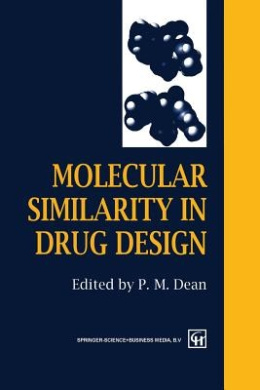 MOLECULAR
SIMILARITY IN
DRUG DESIGN
Edited by P. M. Dean
SPRINGER-SCIENCE+BUSINESS MEDIA, B.V.